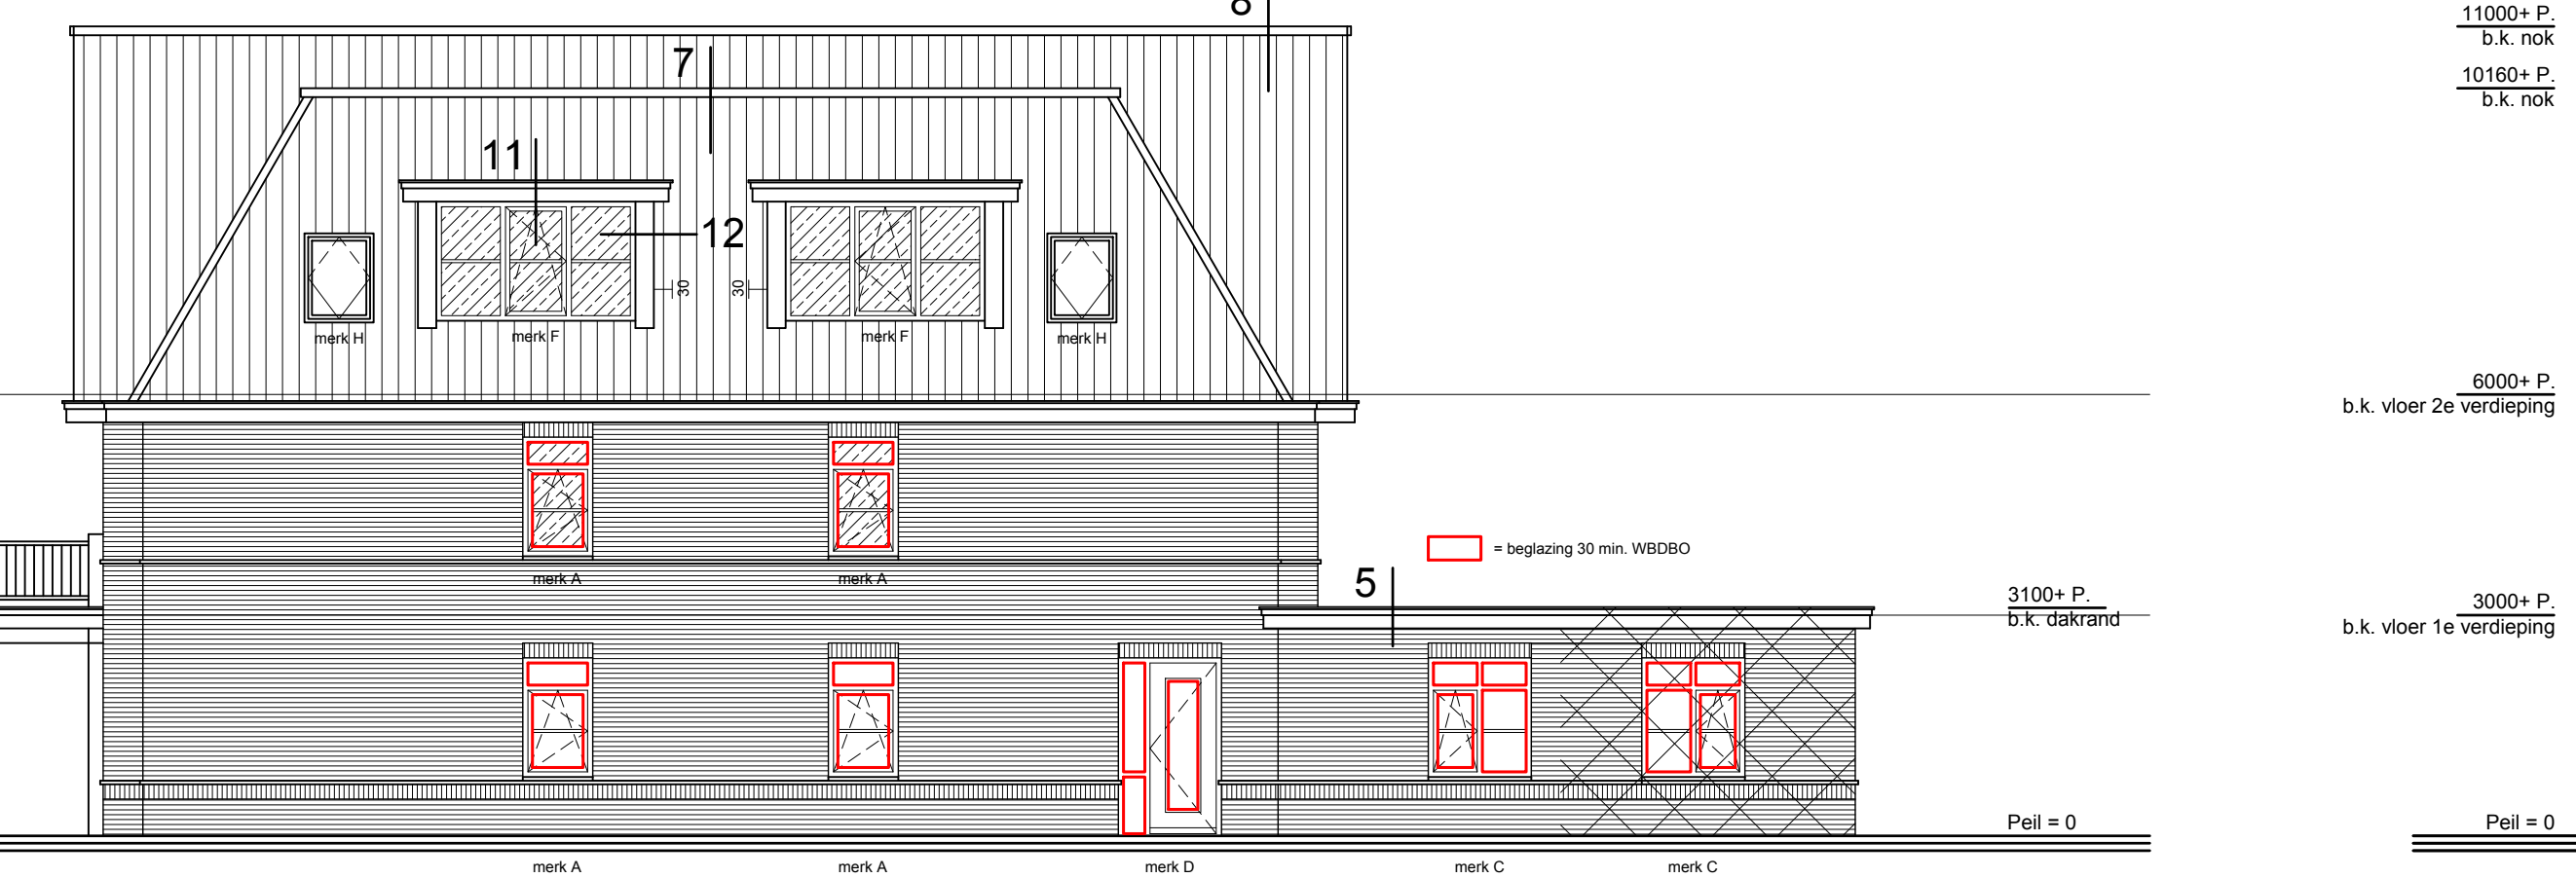 8
11000+ P.
b.k. nok
7
10160+ P.
b.k. nok
11
12
30
30
merk H
merk F
merk F
merk H
6000+ P.
b.k. vloer 2e verdieping
= beglazing 30 min. WBDBO
merk A
merk A
5
3100+ P.
b.k. dakrand
3000+ P.
b.k. vloer 1e verdieping
Peil = 0
Peil = 0
merk A
merk A
merk D
merk C
merk C